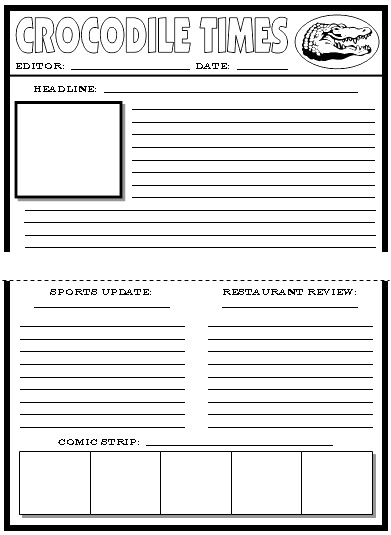 CROCODILE TIMES
EDITOR: DATE:
HEADLINE:
SPORTS UPDATE: RESTAURANT REVIEW:
COMIC STRIP: